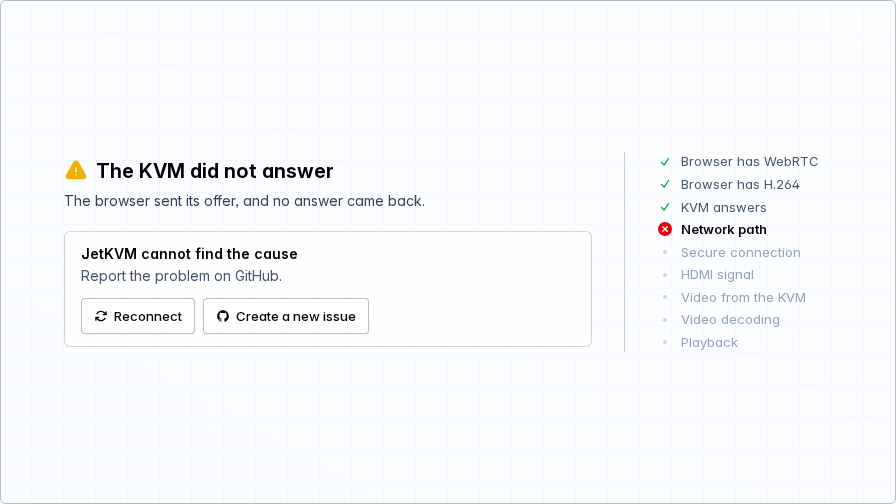 The KVM did not answer
The browser sent its offer, and no answer came back.
JetKVM cannot find the cause
Report the problem on GitHub.
Reconnect
Create a new issue
Browser has WebRTC
Browser has H.264
KVM answers
Network path
Secure connection
HDMI signal
Video from the KVM
Video decoding
Playback